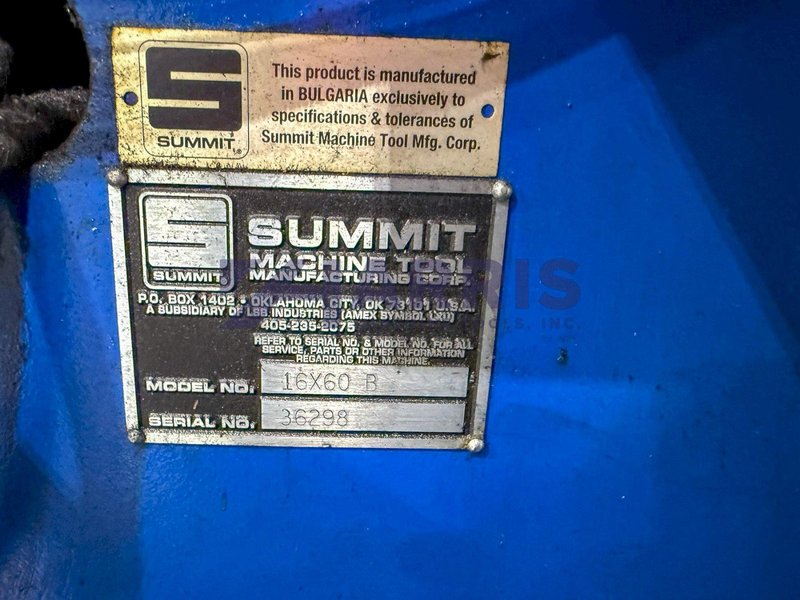 This product is manufactured
in BULGARIA exclusively to
specifications & tolerances of
Summit Machine Tool Mfg. Corp.
S
SUMMIT®
S
SUMMIT
SUMMIT
MACHINE TOOL
MANUFACTURING CORP.
P.O. BOX 1402 • OKLAHOMA CITY, OK 73101 U.S.A.
A SUBSIDIARY OF LSB INDUSTRIES (AMEX SYMBOL LSB)
405-235-2075
REFER TO SERIAL NO. & MODEL NO. FOR ALL
SERVICE, PARTS OR OTHER INFORMATION
REGARDING THIS MACHINE.
MODEL NO. 16X60 B
SERIAL NO. 36298